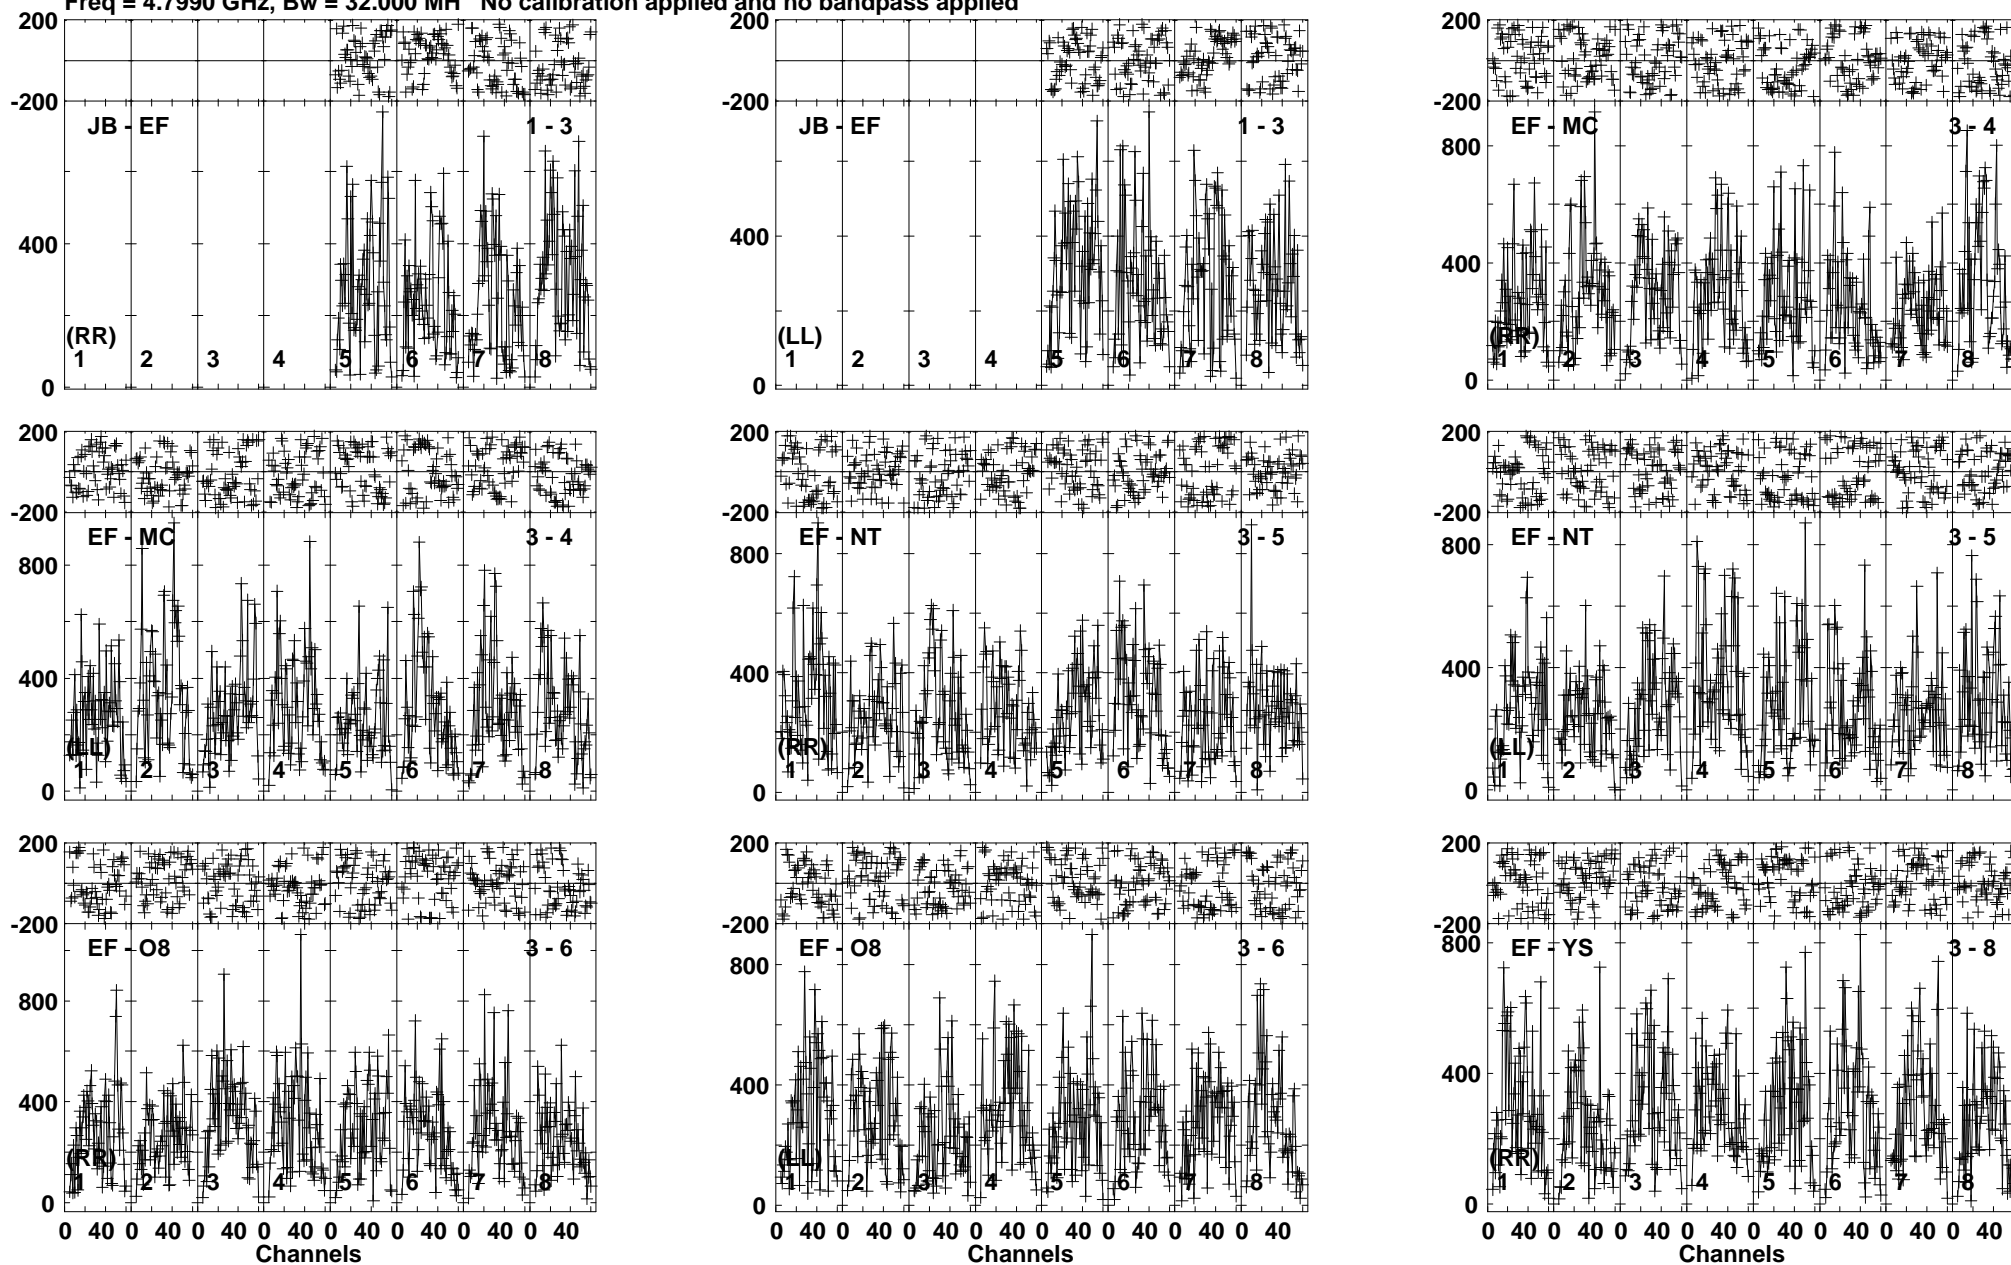 Freq = 4.7990 GHz, Bw = 32.000 MH No calibration applied and no bandpass applied
200 200 200
-200 -200 -200
JB - EF 1 - 3 JB - EF 1 - 3 EF - MC 3 - 4
800
400 400 400
(RR) (LL) (RR)
1 2 3 4 5 6 7 8 1 2 3 4 5 6 7 8 1 2 3 4 5 6 7 8
0 0 0
200 200 200
-200 -200 -200
EF - MC 3 - 4 EF - NT 3 - 5 EF - NT 3 - 5
800 800 800
400 400 400
(LL) (RR) (LL)
1 2 3 4 5 6 7 8 1 2 3 4 5 6 7 8 1 2 3 4 5 6 7 8
0 0 0
200 200 200
-200 -200 -200
EF - O8 3 - 6 EF - O8 3 - 6 EF - YS 3 - 8
800 800 800
400 400 400
(RR) (LL) (RR)
1 2 3 4 5 6 7 8 1 2 3 4 5 6 7 8 1 2 3 4 5 6 7 8
0 0 0
0 40 0 40 0 40 0 40 0 40 0 40 0 40 0 40 0 40 0 40 0 40 0 40 0 40 0 40 0 40 0 40 0 40 0 40 0 40 0 40 0 40 0 40 0 40 0 40
Channels Channels Channels